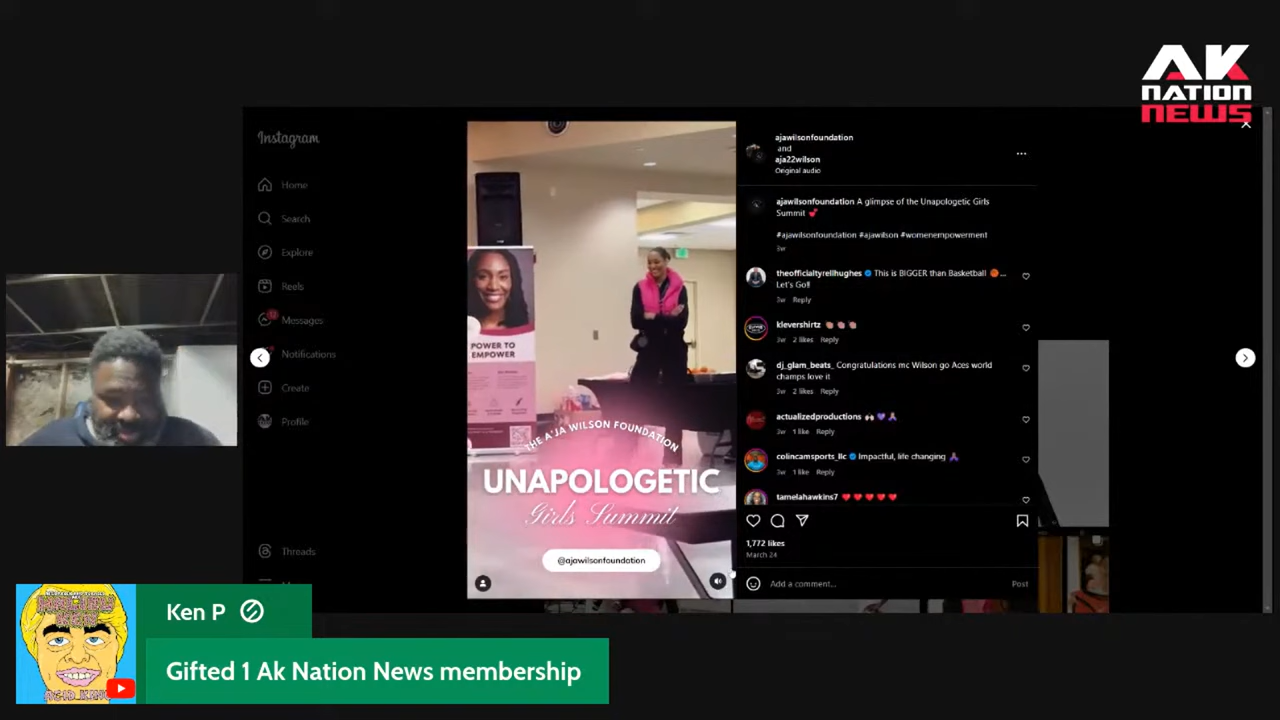 AK
NATION
NEWS
Instagram
Home
Search
Explore
Reels
Messages
Notifications
Create
Profile
Threads
POWER TO
EMPOWER
THE A'JA WILSON FOUNDATION
UNAPOLOGETIC
Girls Summit
@ajawilsonfoundation
ajawilsonfoundation
and
aja22wilson
Original audio
ajawilsonfoundation A glimpse of the Unapologetic Girls
Summit 💕
#ajawilsonfoundation #ajawilson #womenempowerment
3w
theofficialtyrellhughes This is BIGGER than Basketball 🏀...
Let's Go!!
3w Reply
klevershirtz 👏🏽👏🏽👏🏽
3w 2 likes Reply
dj_glam_beats_ Congratulations mc Wilson go Aces world
champs love it
3w 2 likes Reply
actualizedproductions 🙌🏽💜🙏🏾
3w 1 like Reply
colincamsports_llc Impactful, life changing 🙏🏾
3w 1 like Reply
tamelahawkins7 ❤️❤️❤️❤️❤️
1,772 likes
March 24
Add a comment...
Post
Ken P
Gifted 1 Ak Nation News membership